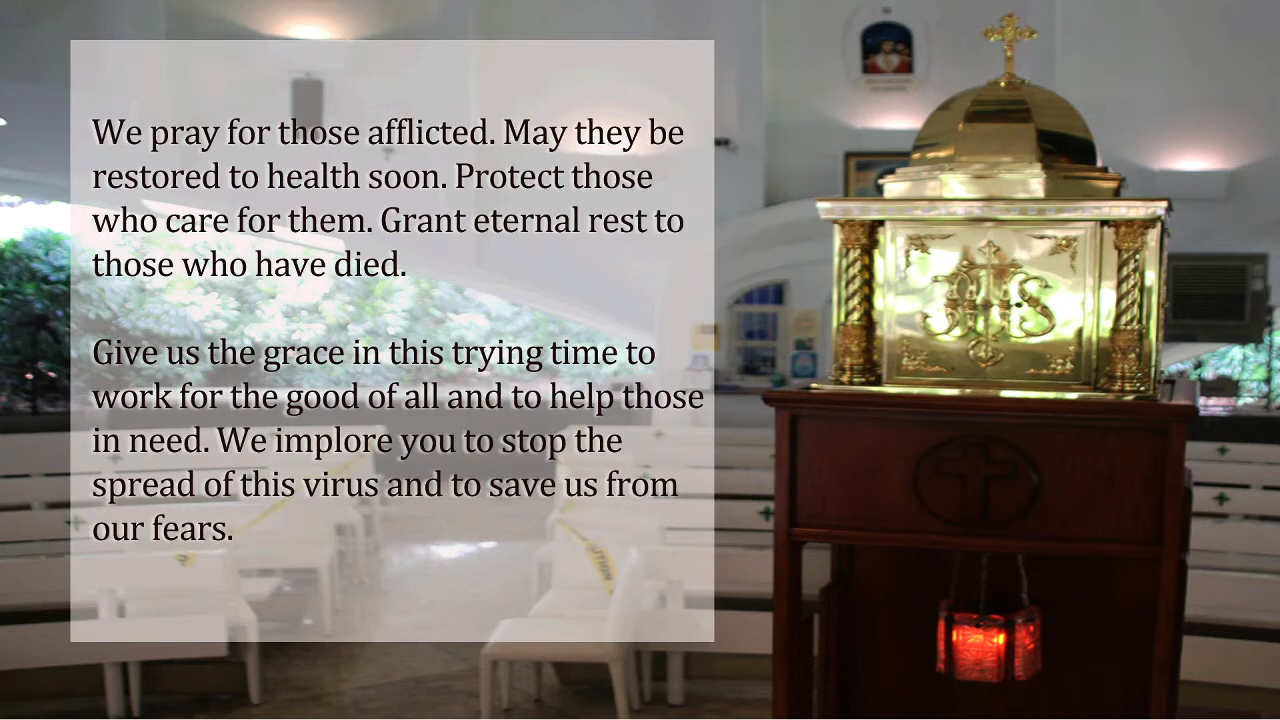 We pray for those afflicted. May they be
restored to health soon. Protect those
who care for them. Grant eternal rest to
those who have died.
Give us the grace in this trying time to
work for the good of all and to help those
in need. We implore you to stop the
spread of this virus and to save us from
our fears.
IHS